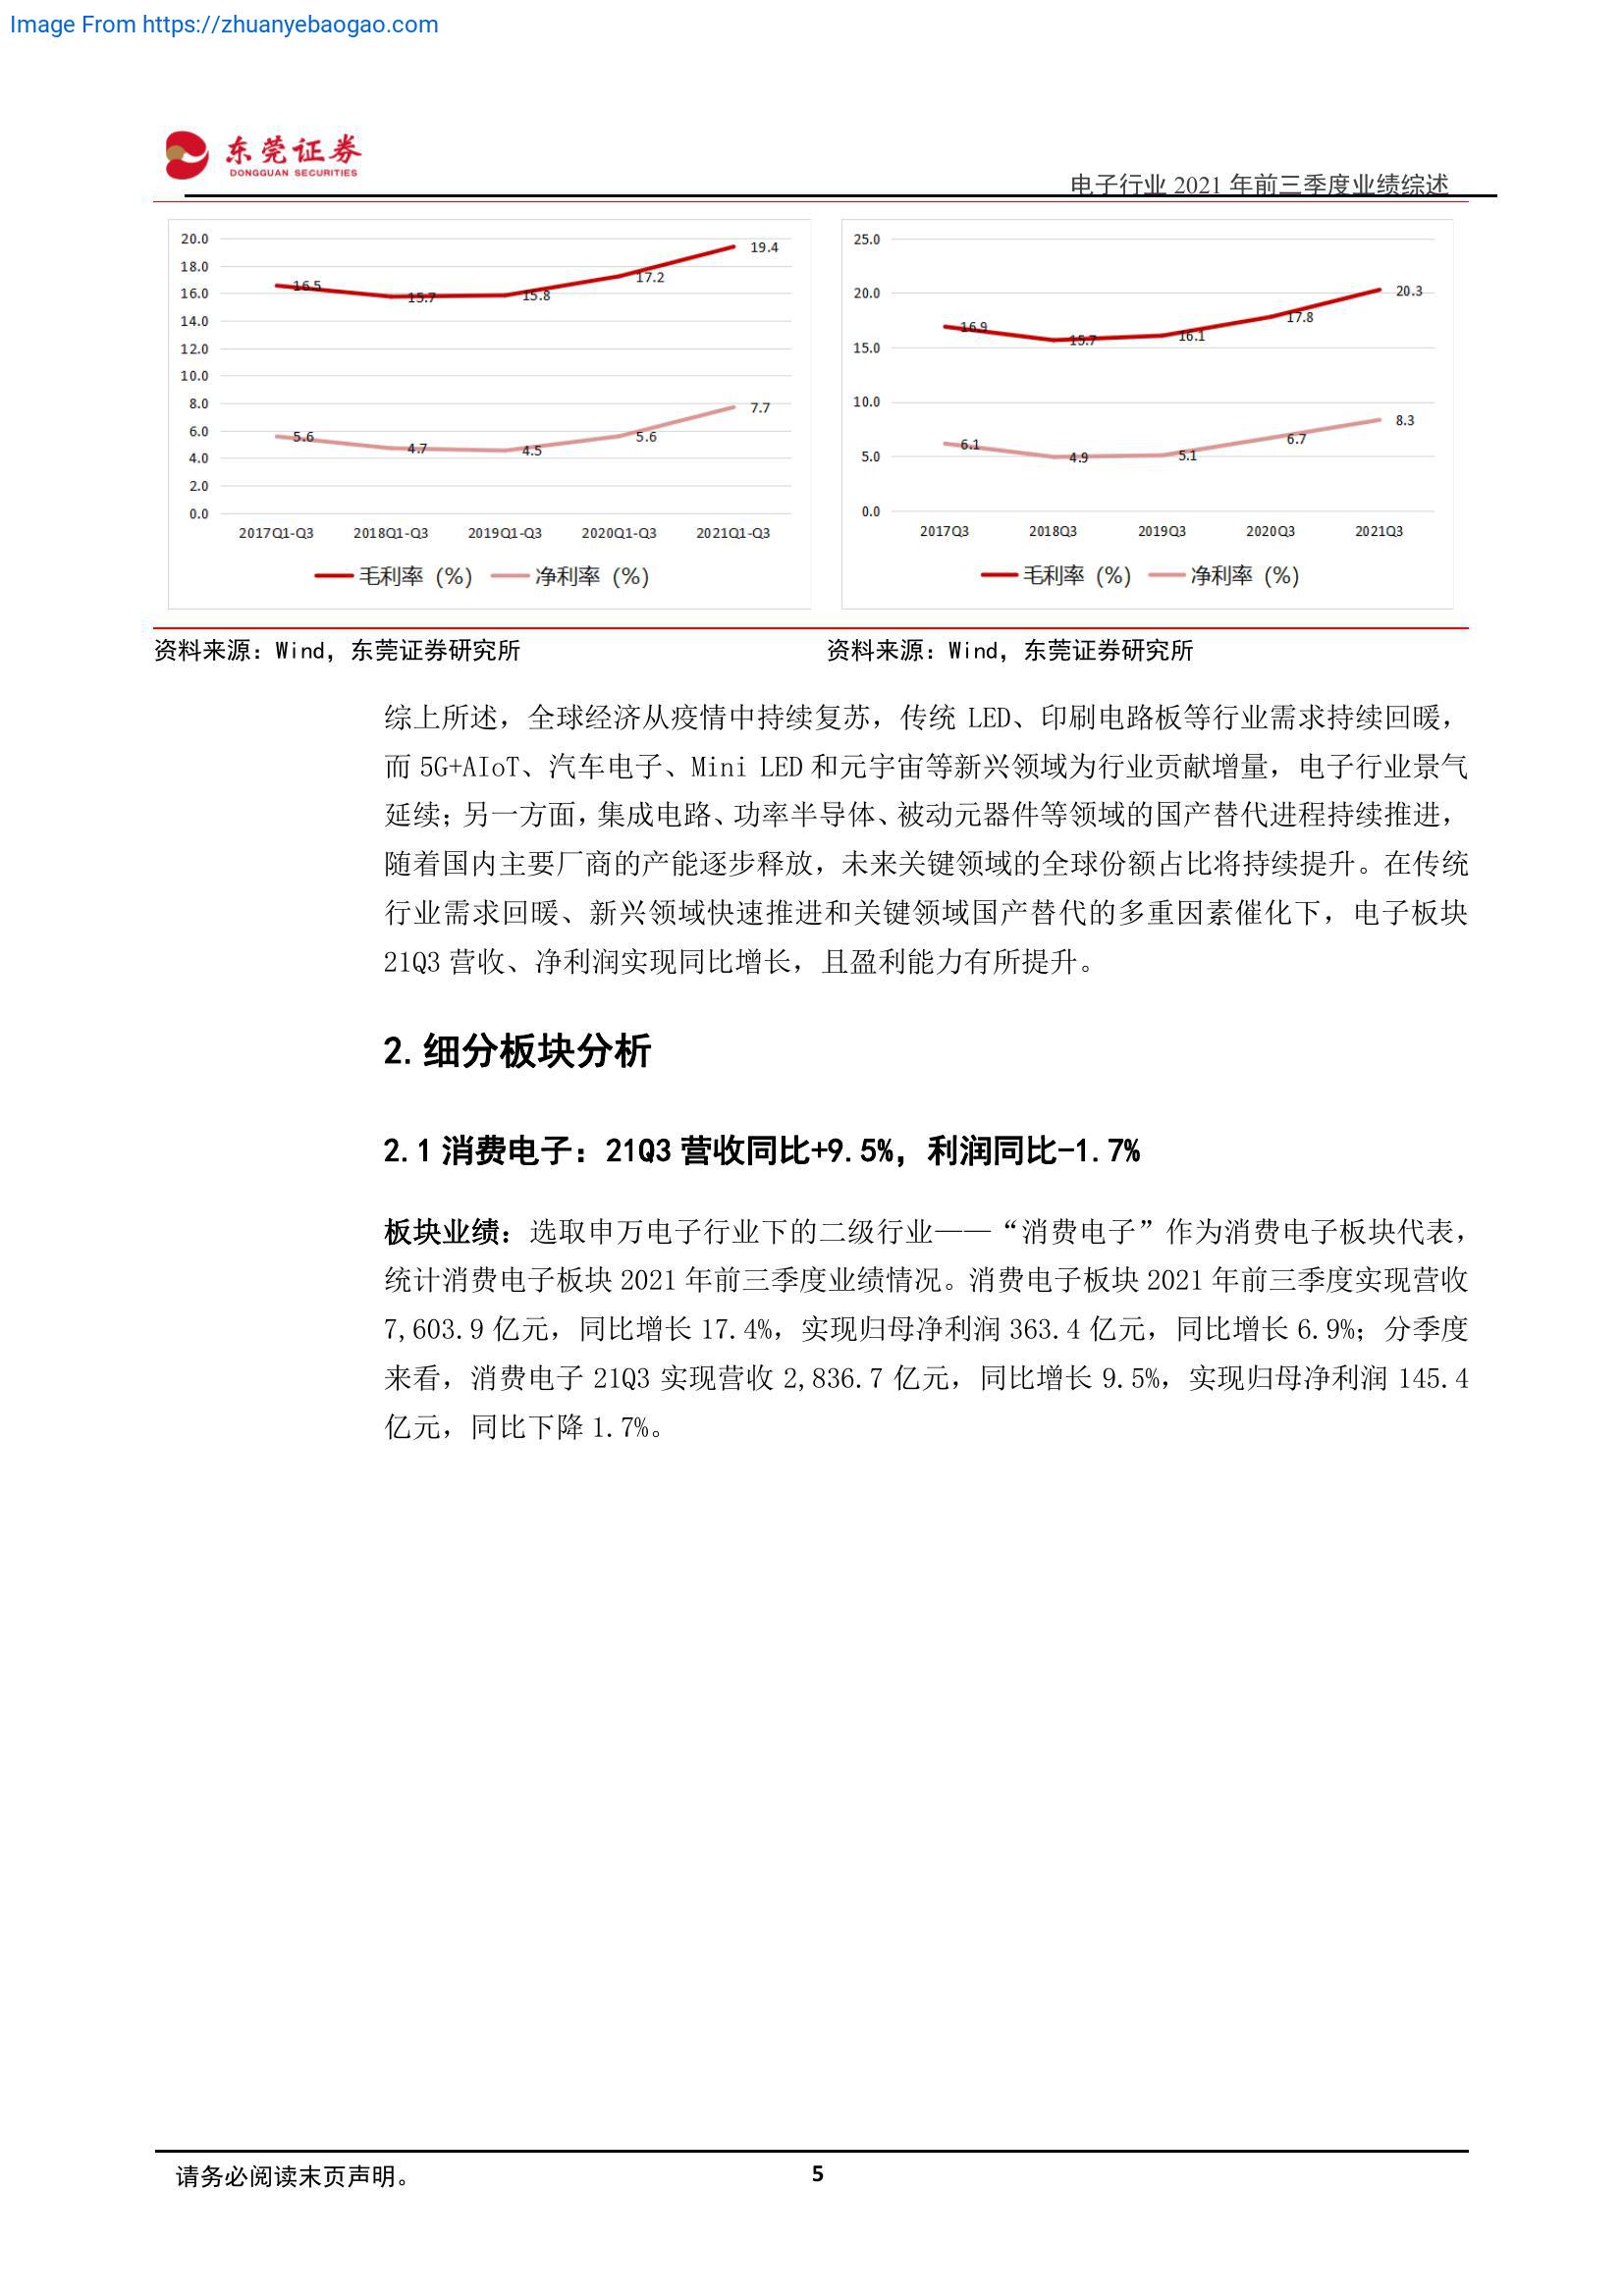 Image From https://zhuanyebaogao.com
东莞证券
DONGGUAN SECURITIES
电子行业 2021 年前三季度业绩综述
20.0
18.0
16.0
14.0
12.0
10.0
8.0
6.0
4.0
2.0
0.0
16.5
15.7
15.8
17.2
19.4
5.6
4.7
4.5
5.6
7.7
2017Q1-Q3 2018Q1-Q3 2019Q1-Q3 2020Q1-Q3 2021Q1-Q3
毛利率 (%) 净利率 (%)
25.0
20.0
15.0
10.0
5.0
0.0
16.9
15.7
16.1
17.8
20.3
6.1
4.9
5.1
6.7
8.3
2017Q3 2018Q3 2019Q3 2020Q3 2021Q3
毛利率 (%) 净利率 (%)
资料来源：Wind，东莞证券研究所
资料来源：Wind，东莞证券研究所
综上所述，全球经济从疫情中持续复苏，传统 LED、印刷电路板等行业需求持续回暖，
而 5G+AIoT、汽车电子、Mini LED 和元宇宙等新兴领域为行业贡献增量，电子行业景气
延续；另一方面，集成电路、功率半导体、被动元器件等领域的国产替代进程持续推进，
随着国内主要厂商的产能逐步释放，未来关键领域的全球份额占比将持续提升。在传统
行业需求回暖、新兴领域快速推进和关键领域国产替代的多重因素催化下，电子板块
21Q3 营收、净利润实现同比增长，且盈利能力有所提升。
2.细分板块分析
2.1 消费电子：21Q3 营收同比+9.5%，利润同比-1.7%
板块业绩：选取申万电子行业下的二级行业——“消费电子”作为消费电子板块代表，
统计消费电子板块 2021 年前三季度业绩情况。消费电子板块 2021 年前三季度实现营收
7,603.9 亿元，同比增长 17.4%，实现归母净利润 363.4 亿元，同比增长 6.9%；分季度
来看，消费电子 21Q3 实现营收 2,836.7 亿元，同比增长 9.5%，实现归母净利润 145.4
亿元，同比下降 1.7%。
请务必阅读末页声明。
5